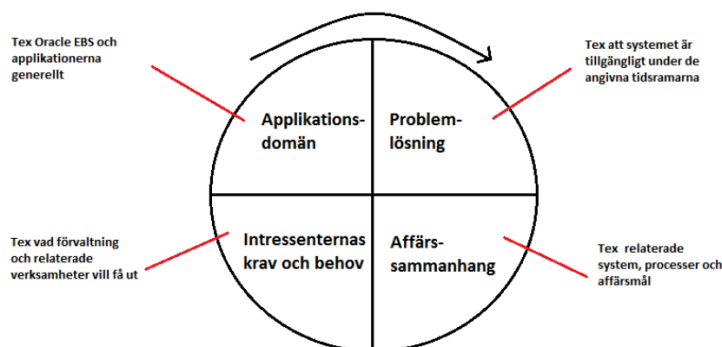 Tex Oracle EBS och
applikationerna
generellt
Tex att systemet är
tillgängligt under de
angivna tidsramarna
Applikations-
domän
Problem-
lösning
Tex vad förvaltning
och relaterade
verksamheter vill få ut
Intressenternas
krav och behov
Affärs-
sammanhang
Tex  relaterade
system, processer och
affärsmål